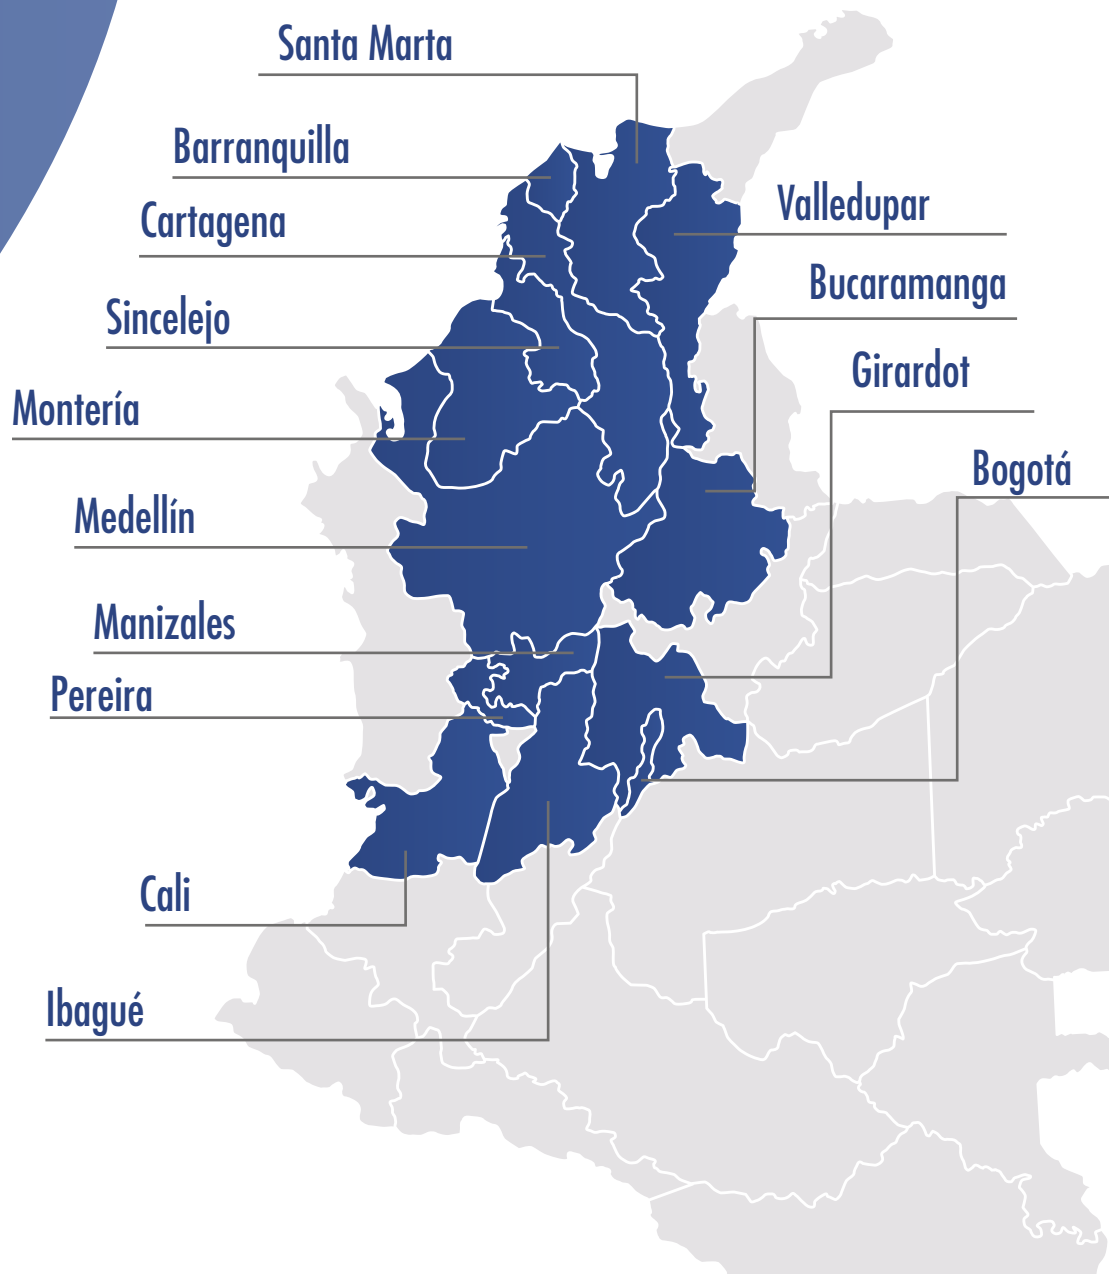 Santa Marta
Barranquilla
Valledupar
Cartagena
Bucaramanga
Sincelejo
Girardot
Montería
Bogotá
Medellín
Manizales
Pereira
Cali
Ibagué